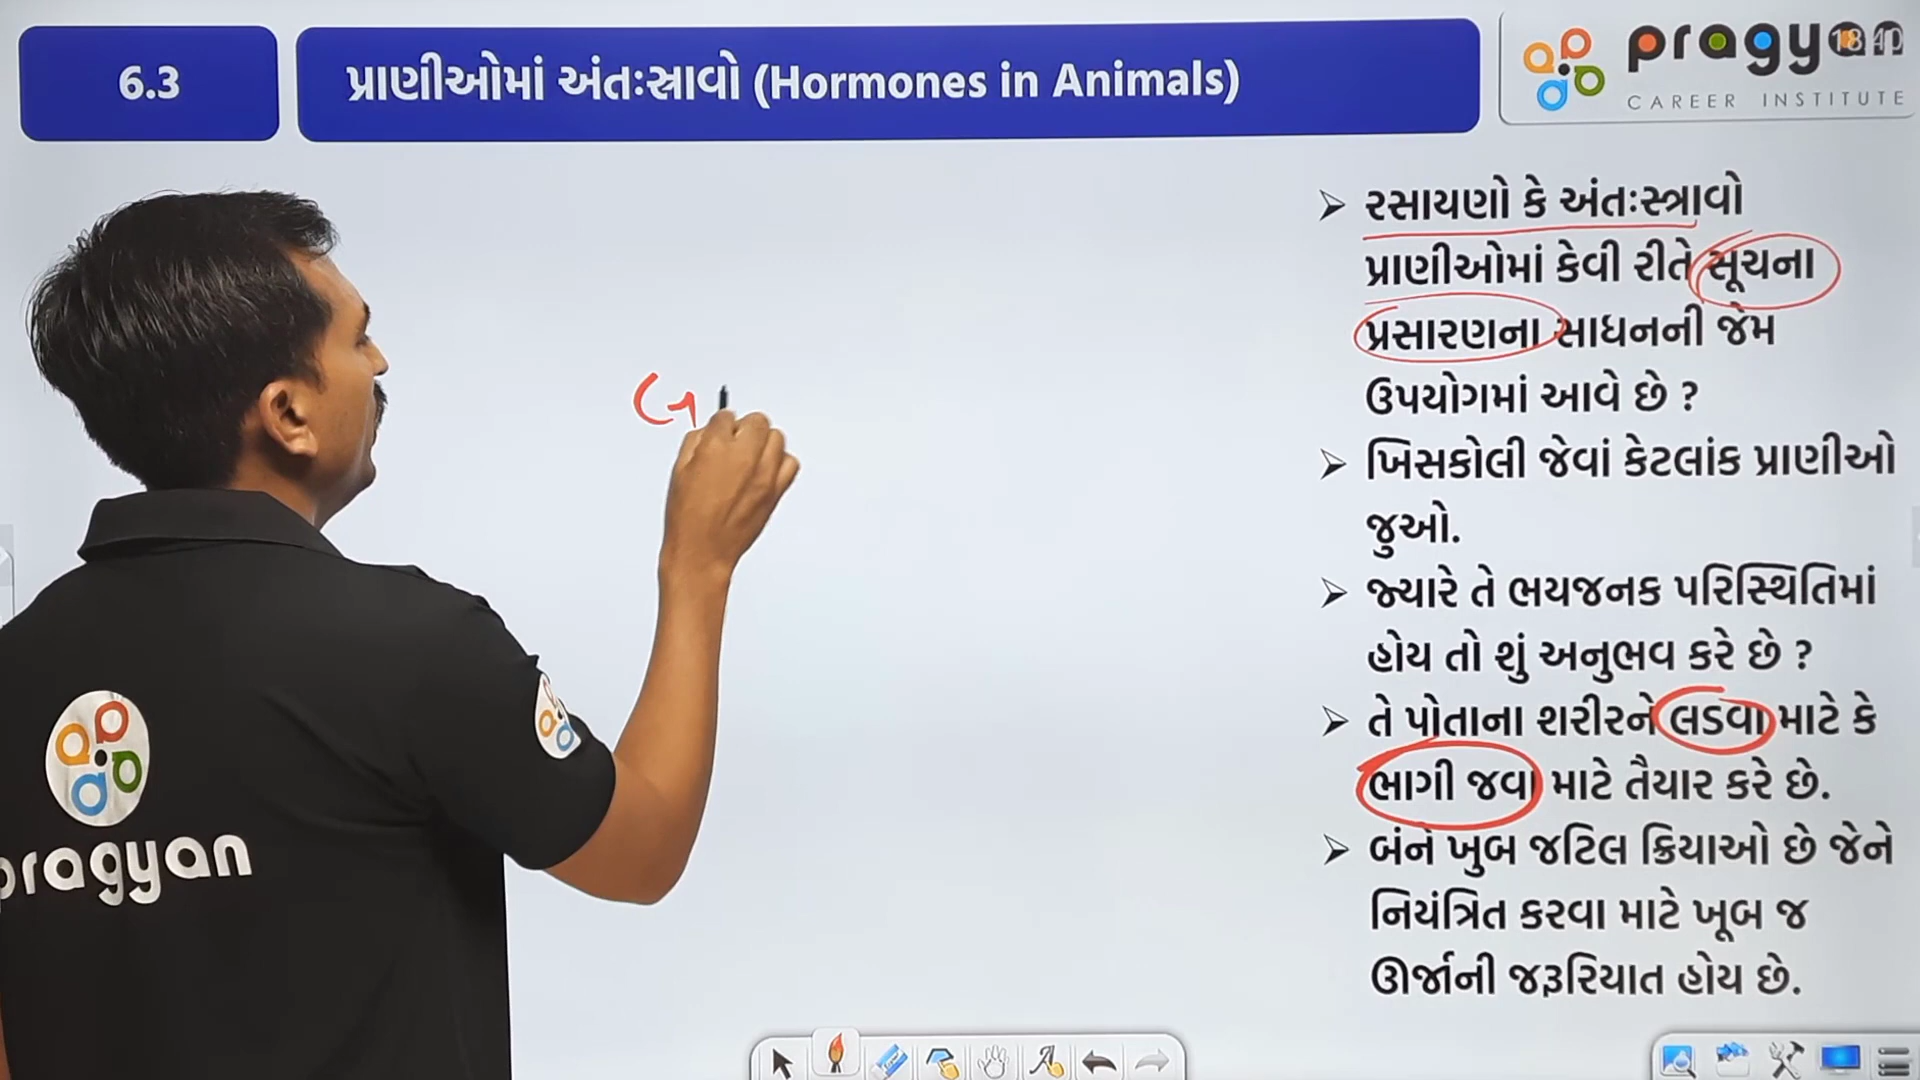 6.3
પ્રાણીઓમાં અંતઃસ્રાવો (Hormones in Animals)
pragyan
CAREER INSTITUTE
રસાયણો કે અંતઃસ્ત્રાવો
પ્રાણીઓમાં કેવી રીતે સૂચના
પ્રસારણના સાધનની જેમ
ઉપયોગમાં આવે છે ?
ખિસકોલી જેવાં કેટલાંક પ્રાણીઓ
જુઓ.
જ્યારે તે ભયજનક પરિસ્થિતિમાં
હોય તો શું અનુભવ કરે છે ?
તે પોતાના શરીરને લડવા માટે કે
ભાગી જવા માટે તૈયાર કરે છે.
બંને ખુબ જટિલ ક્રિયાઓ છે જેને
નિયંત્રિત કરવા માટે ખૂબ જ
ઊર્જાની જરૂરિયાત હોય છે.
pragyan